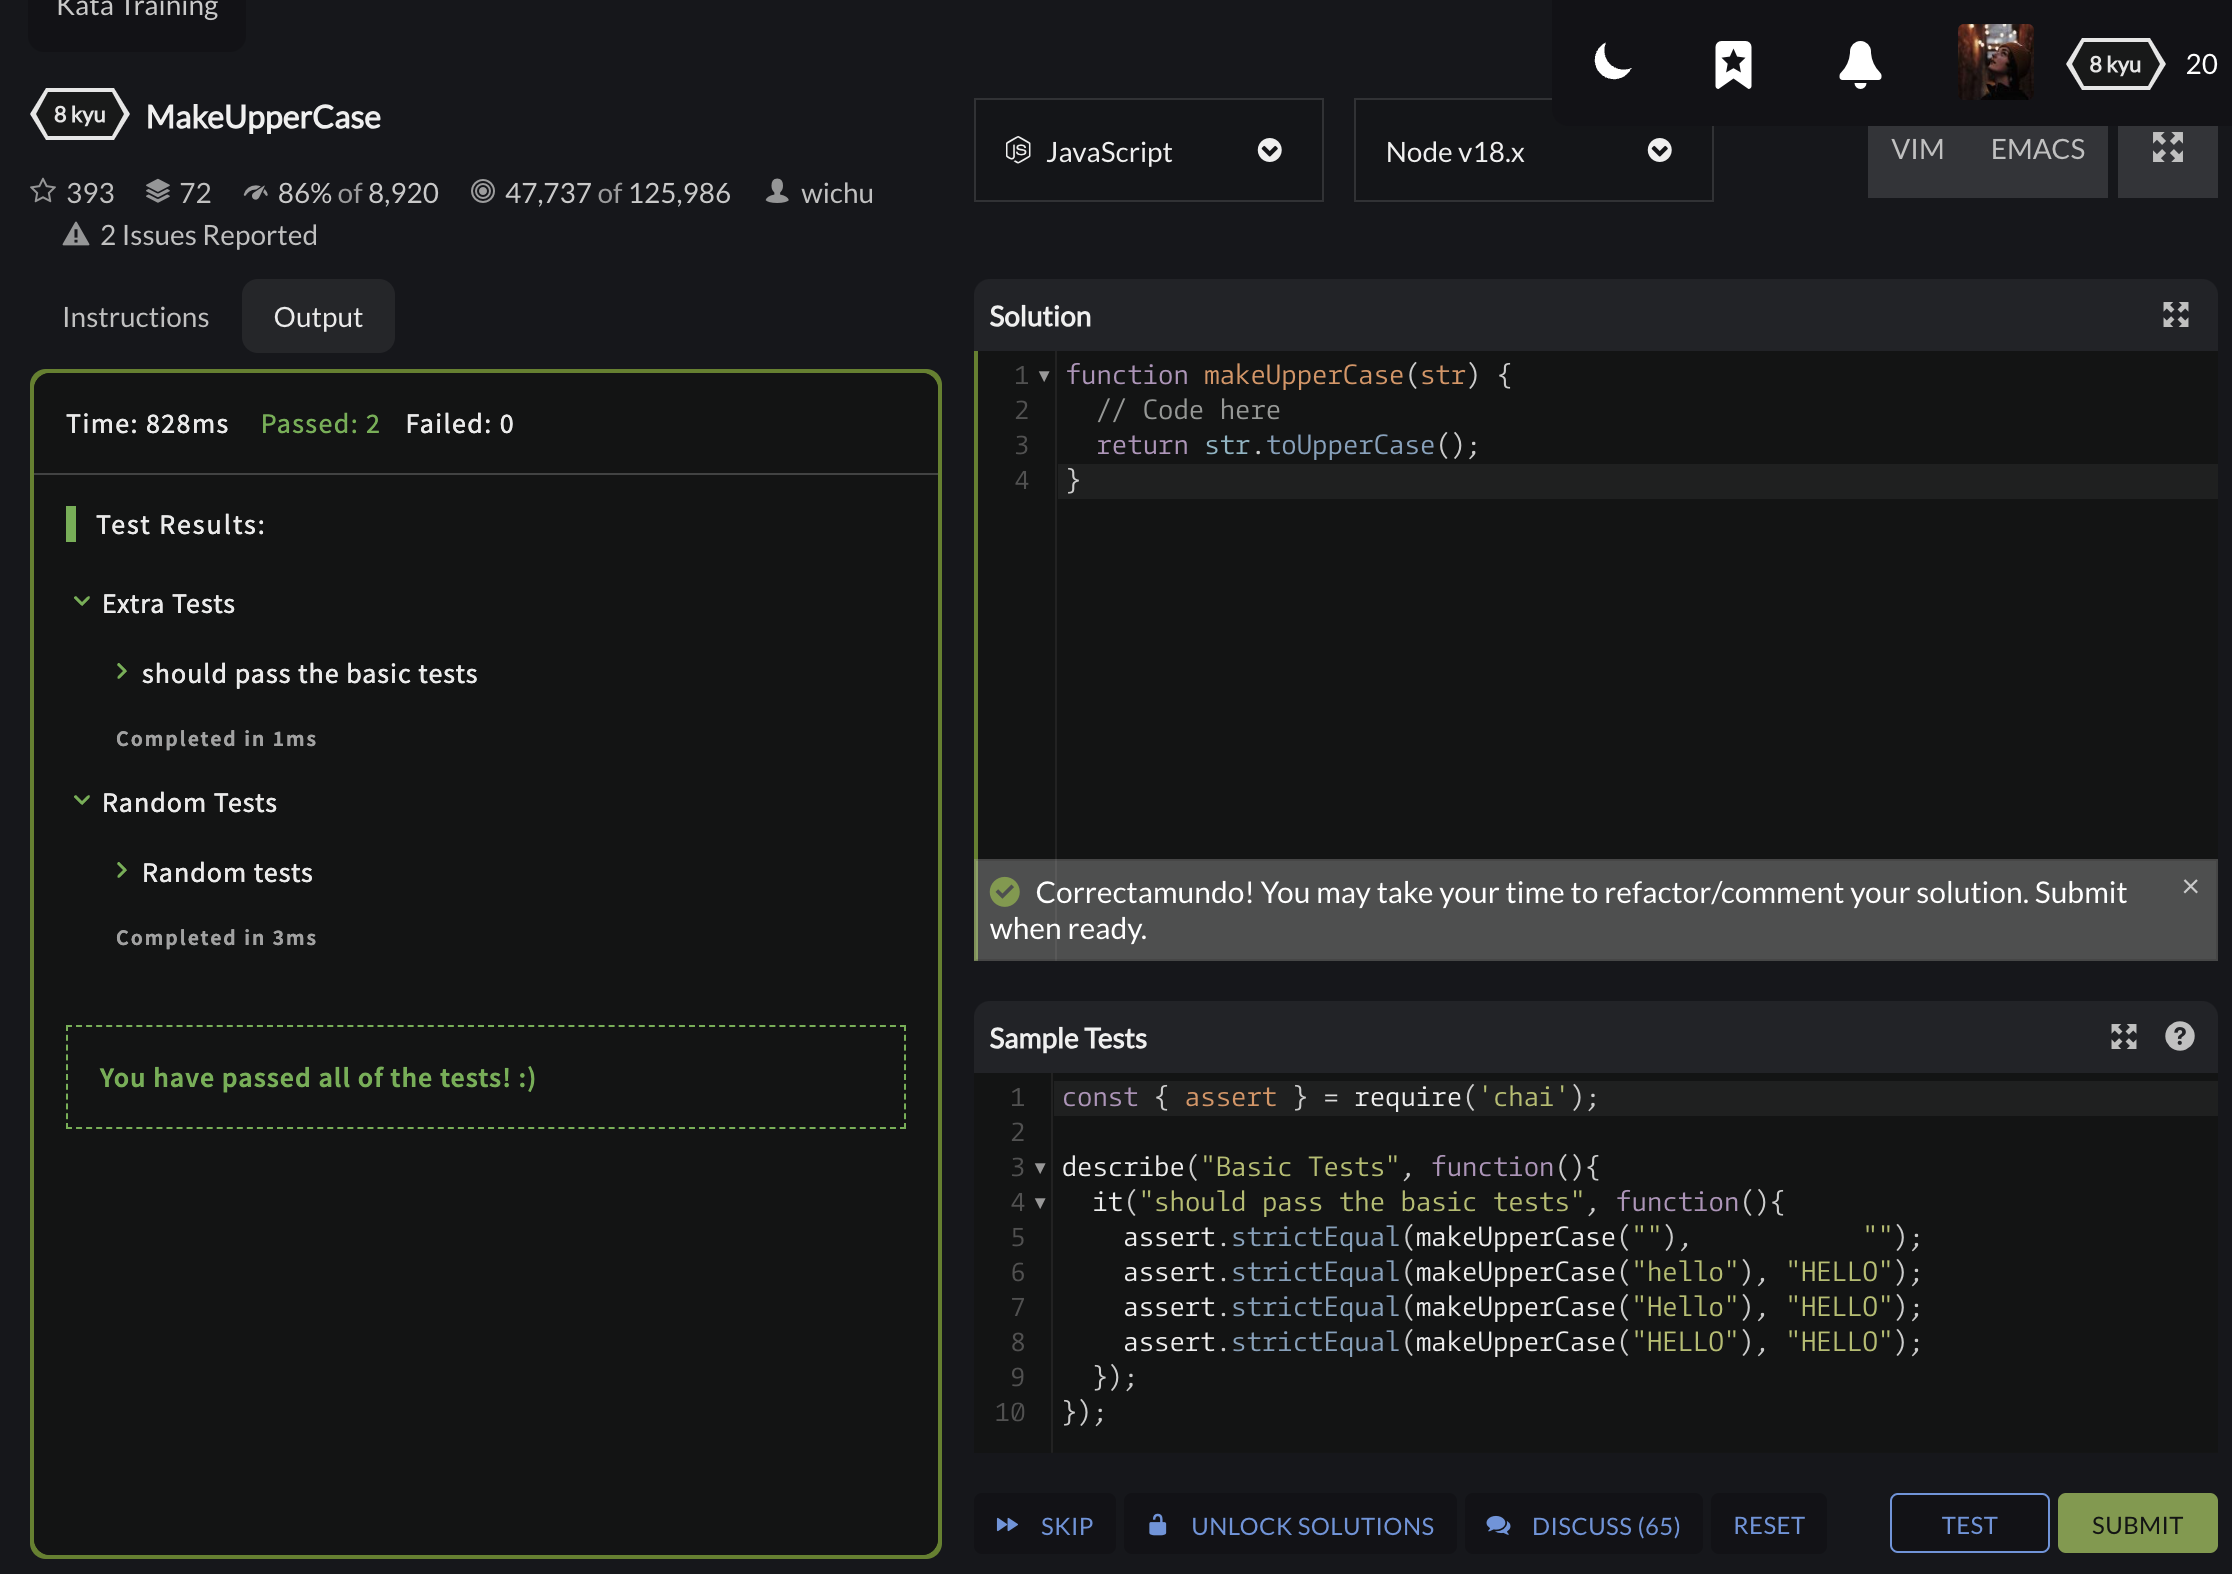 Kata Training
8 kyu
20
8 kyu MakeUpperCase
393 72 86% of 8,920 47,737 of 125,986 wichu
2 Issues Reported
JavaScript
Node v18.x
VIM EMACS
Instructions Output
Time: 828ms Passed: 2 Failed: 0
Test Results:
Extra Tests
should pass the basic tests
Completed in 1ms
Random Tests
Random tests
Completed in 3ms
You have passed all of the tests! :)
Solution
1 function makeUpperCase(str) {
2   // Code here
3   return str.toUpperCase();
4 }
Correctamundo! You may take your time to refactor/comment your solution. Submit
when ready.
Sample Tests
1 const { assert } = require('chai');
2
3 describe("Basic Tests", function(){
4   it("should pass the basic tests", function(){
5     assert.strictEqual(makeUpperCase(""),           "");
6     assert.strictEqual(makeUpperCase("hello"), "HELLO");
7     assert.strictEqual(makeUpperCase("Hello"), "HELLO");
8     assert.strictEqual(makeUpperCase("HELLO"), "HELLO");
9   });
10 });
SKIP UNLOCK SOLUTIONS DISCUSS (65) RESET TEST SUBMIT